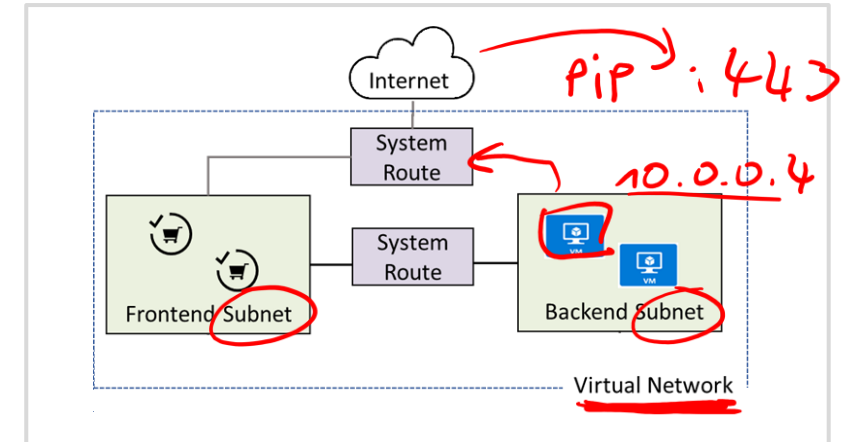 Internet
pip : 443
System
Route
10.0.0.4
System
Route
VM
VM
Frontend Subnet
Backend Subnet
Virtual Network